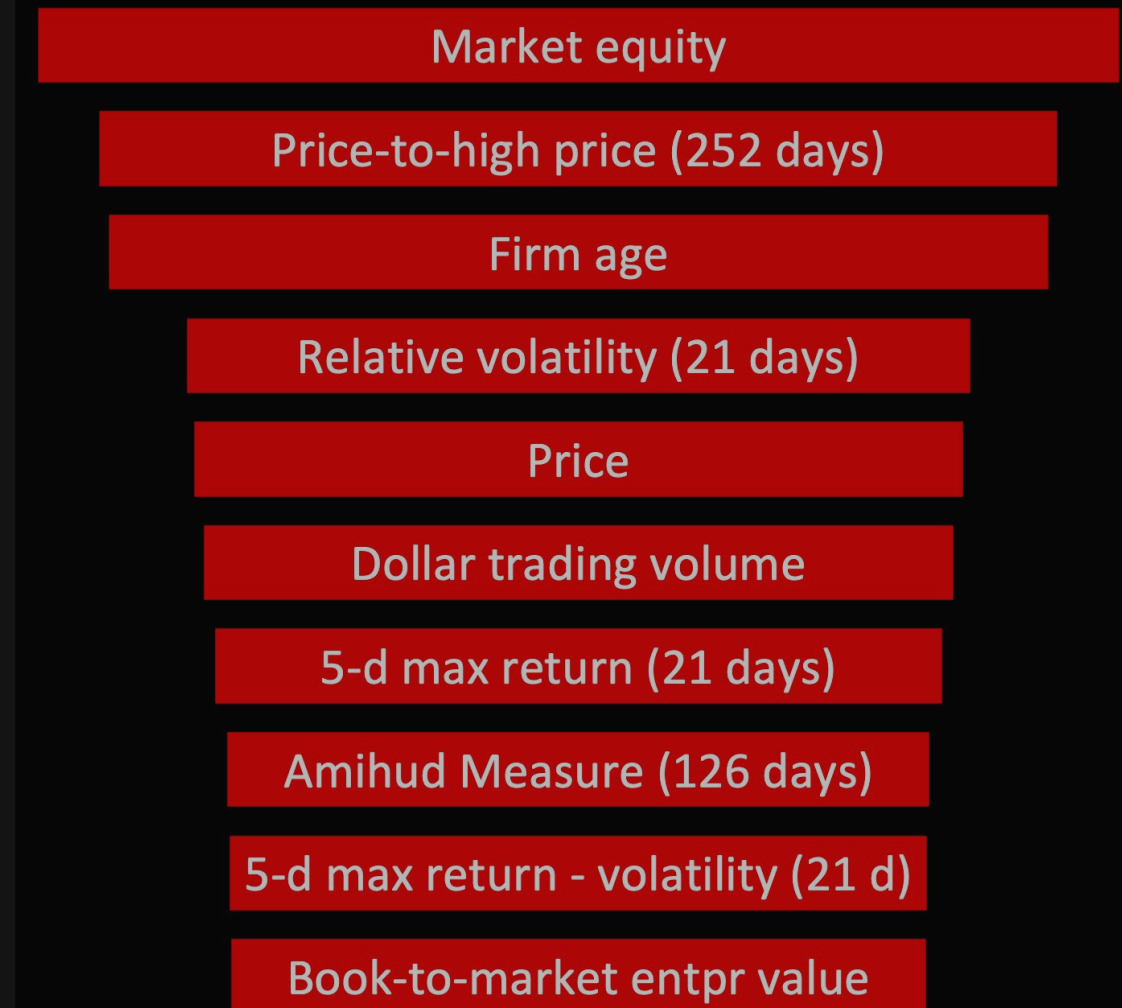 Market equity
Price-to-high price (252 days)
Firm age
Relative volatility (21 days)
Price
Dollar trading volume
5-d max return (21 days)
Amihud Measure (126 days)
5-d max return - volatility (21 d)
Book-to-market entpr value